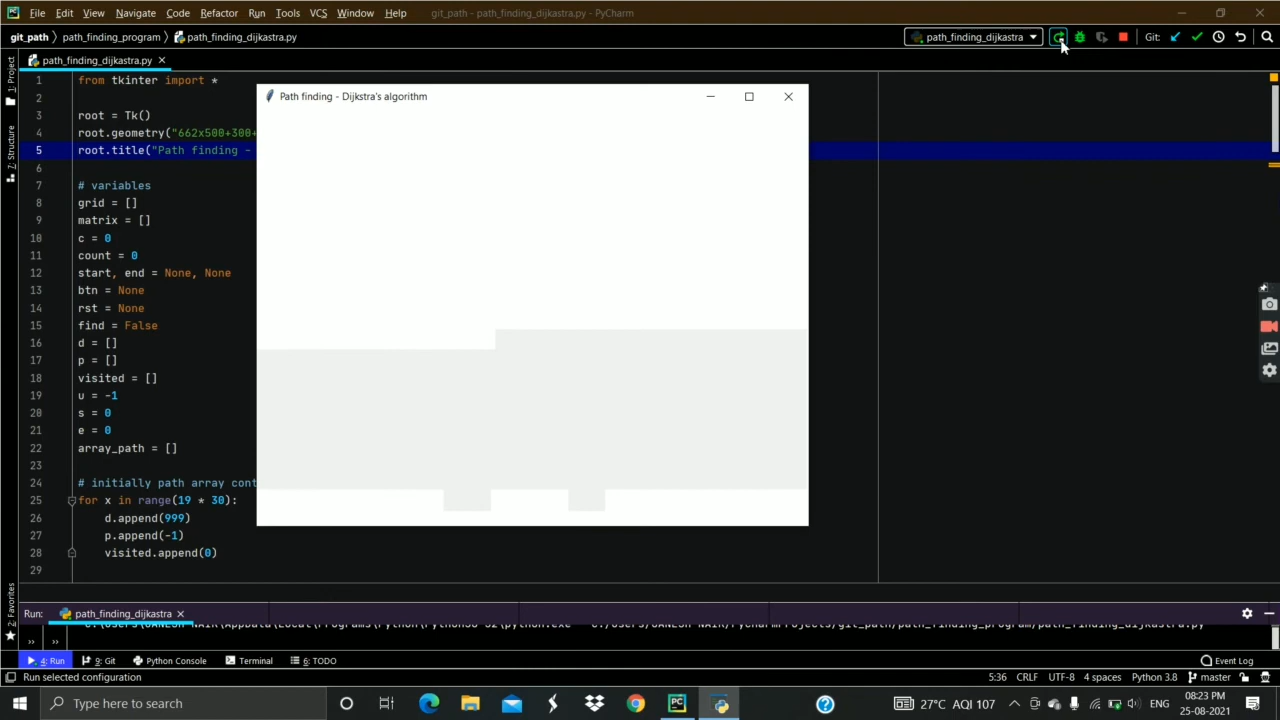 File Edit View Navigate Code Refactor Run Tools VCS Window Help git_path - path_finding_dijkastra.py - PyCharm
git_path path_finding_program path_finding_dijkastra.py path_finding_dijkastra Git:
path_finding_dijkastra.py
1: Project
Z: Structure
2: Favorites
Path finding - Dijkstra's algorithm
1 from tkinter import *
2
3 root = Tk()
4 root.geometry("662x500+300+
5 root.title("Path finding -
6
7 # variables
8 grid = []
9 matrix = []
10 c = 0
11 count = 0
12 start, end = None, None
13 btn = None
14 rst = None
15 find = False
16 d = []
17 p = []
18 visited = []
19 u = -1
20 s = 0
21 e = 0
22 array_path = []
23
24 # initially path array cont
25 for x in range(19 * 30):
26 d.append(999)
27 p.append(-1)
28 visited.append(0)
29
Run: path_finding_dijkastra
4: Run 9: Git Python Console Terminal 6: TODO Event Log
Run selected configuration 5:36 CRLF UTF-8 4 spaces Python 3.8 master
Type here to search 27°C AQI 107 ENG 08:23 PM
25-08-2021